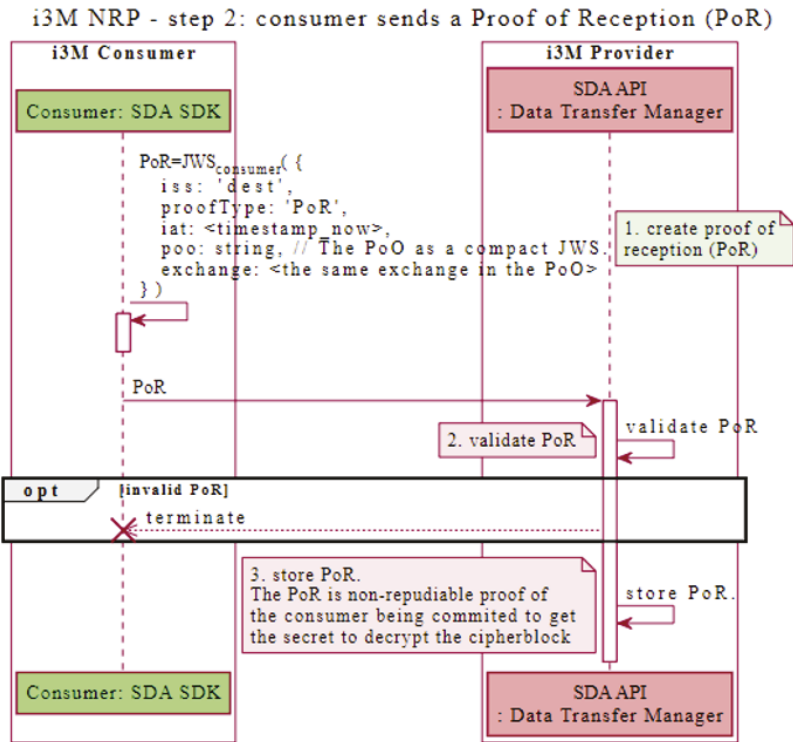 i3M NRP - step 2: consumer sends a Proof of Reception (PoR)
i3M Consumer
i3M Provider
Consumer: SDA SDK
SDA API
: Data Transfer Manager
PoR=JWSconsumer( {
iss: 'dest',
proofType: 'PoR',
iat: <timestamp_now>,
poo: string, // The PoO as a compact JWS.
exchange: <the same exchange in the PoO>
} )
1. create proof of
reception (PoR)
PoR
2. validate PoR
validate PoR
opt
[invalid PoR]
terminate
3. store PoR.
The PoR is non-repudiable proof of
the consumer being commited to get
the secret to decrypt the cipherblock
store PoR.
Consumer: SDA SDK
SDA API
: Data Transfer Manager